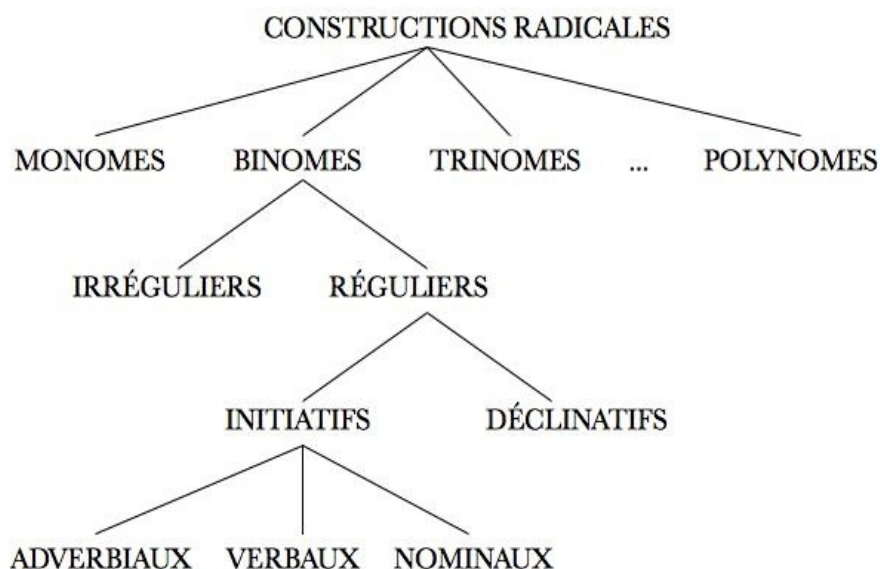 CONSTRUCTIONS RADICALES
MONOMES BINOMES TRINOMES ... POLYNOMES
IRRÉGULIERS RÉGULIERS
INITIATIFS DÉCLINATIFS
ADVERBIAUX VERBAUX NOMINAUX